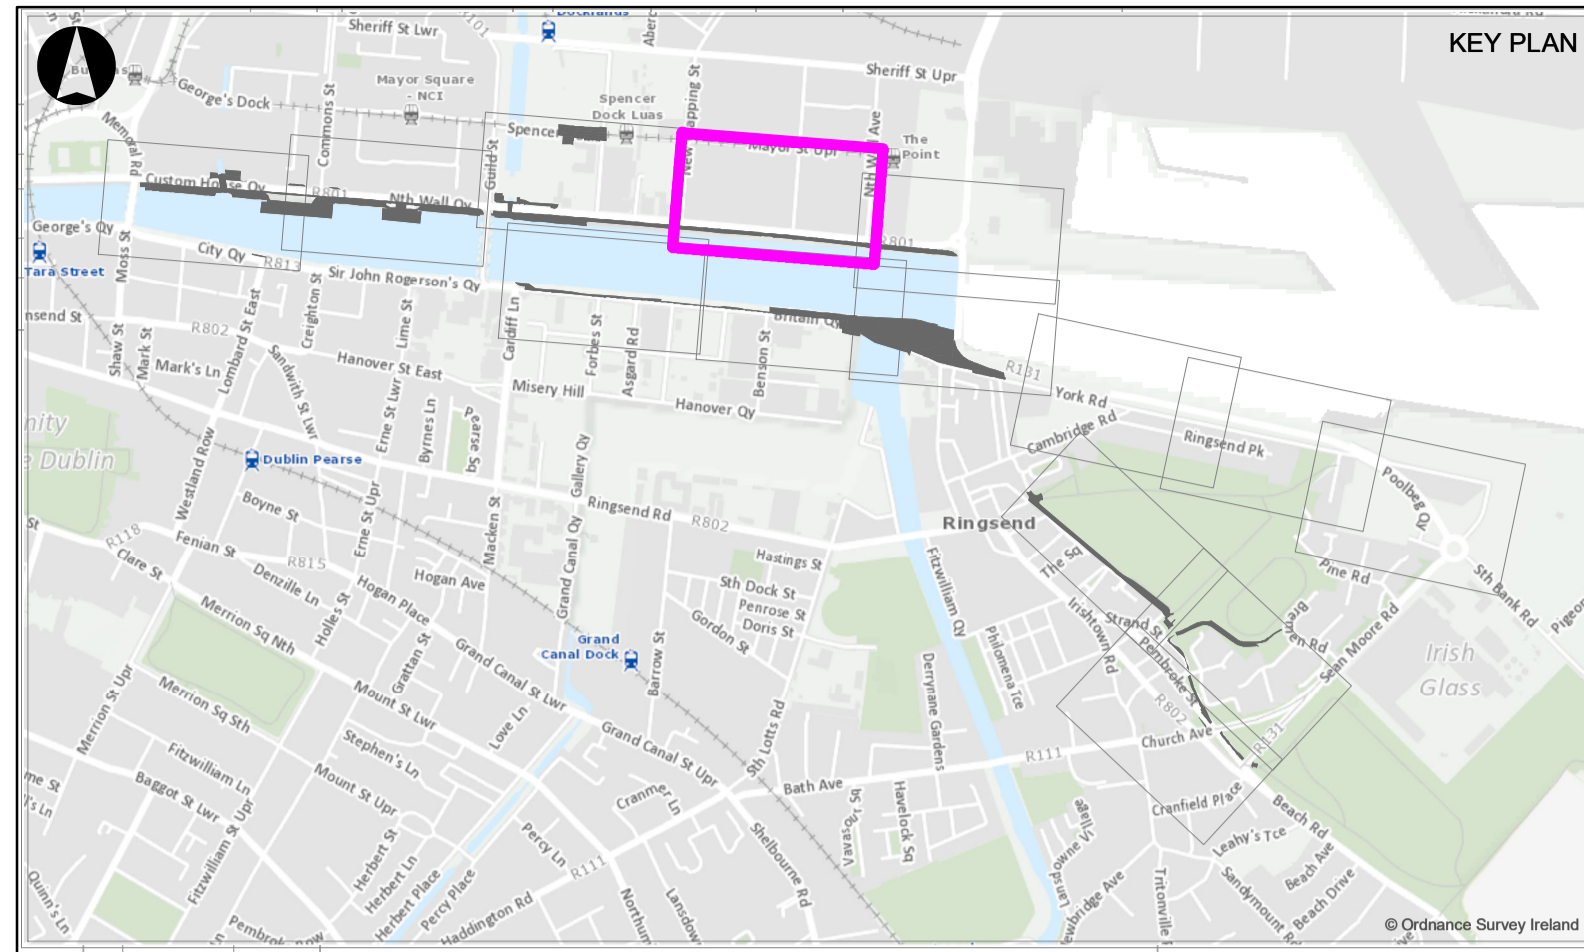 KEY PLAN
Docklands
Sheriff St Lwr
R101
Sheriff St Upr
Mayor Square
- NCI
George's Dock
Spencer
Dock Luas
Spencer
Commons St
Memorial Rd
Guild St
Mayor St Upr
Nth Wall Ave
The
Point
Custom House Qy
R801
Nth Wall Qy
R801
George's Qy
Tara Street
Moss St
City Qy
R813
Sir John Rogerson's Qy
Creighton St
Lime St
Cardiff Ln
Forbes St
Asgard Rd
Benson St
Britain Qy
R131
York Rd
Cambridge Rd
Ringsend Pk
Poolbeg Qy
R802
Shaw St
Mark St
Mark's Ln
Lombard St East
Sandwith St Lwr
Hanover St East
Erne St Lwr
Byrnes Ln
Pearse Sq
Misery Hill
Hanover Qy
Dublin Pearse
Westland Row
Boyne St
Erne St Upr
Macken St
Gallery Qy
Grand Canal Qy
Ringsend Rd
R802
Ringsend
Hastings St
The Sq
Pine Rd
Sth Bank Rd
R118
Fenian St
Clare St
R815
Denzille Ln
Hogan Place
Hogan Ave
Holles St
Merrion Sq Nth
Grattan St
Grand Canal St Lwr
Grand
Canal Dock
Sth Dock St
Penrose St
Doris St
Gordon St
Barrow St
Fitzwilliam Qy
Philomena Tce
Irishtown Rd
Strand St
Pembroke St
Sean Moore Rd
Irish
Glass
Merrion St Upr
Merrion Sq Sth
Mount St Lwr
Love Ln
Stephen's Ln
Fitzwilliam Ln
Baggot St Lwr
Mount St Upr
Fitzwilliam St Upr
Grand Canal St Upr
Sth Lotts Rd
Derrynane Gardens
R802
Church Ave
R131
R111
Bath Ave
Cranmer Ln
Havelock Sq
Cranfield Place
Beach Rd
Leahy's Tce
Beach Ave
Beach Drive
Herbert St
Herbert Ln
Herbert Place
Percy Place
Percy Ln
R111
Haddington Rd
Shelbourne Rd
Quinn's Ln
© Ordnance Survey Ireland